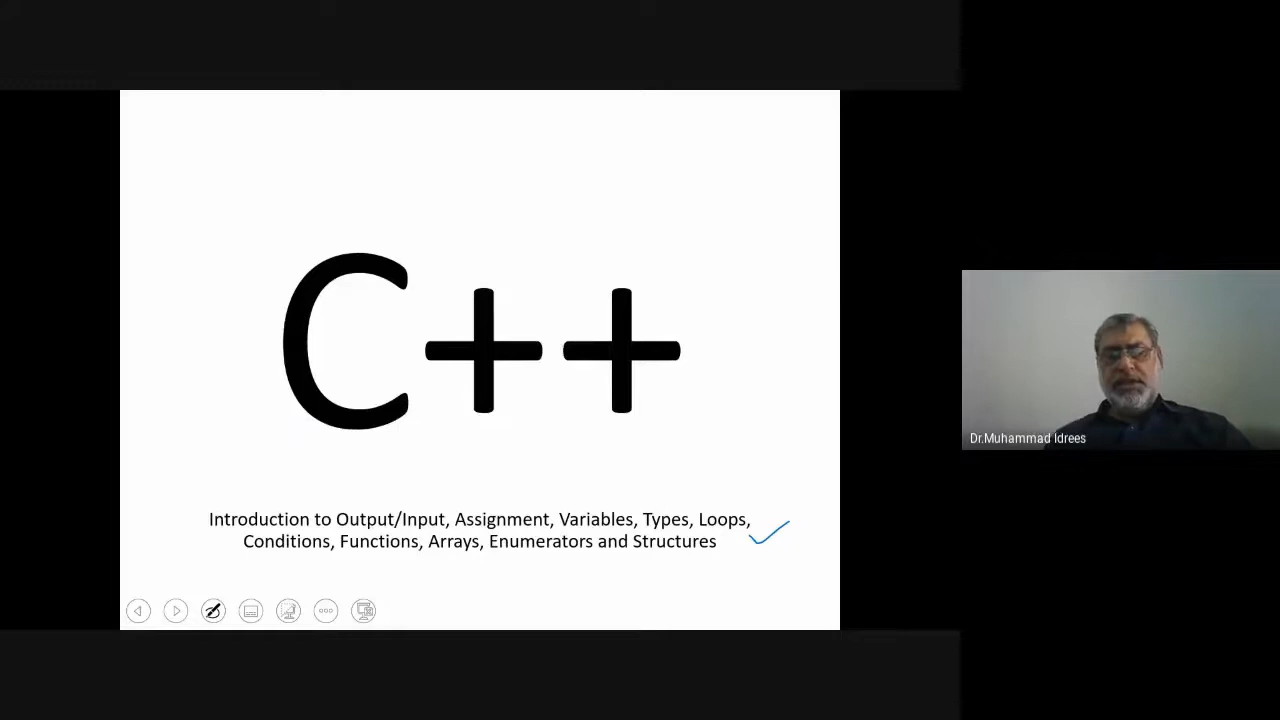 C++
Introduction to Output/Input, Assignment, Variables, Types, Loops,
Conditions, Functions, Arrays, Enumerators and Structures
Dr.Muhammad Idrees